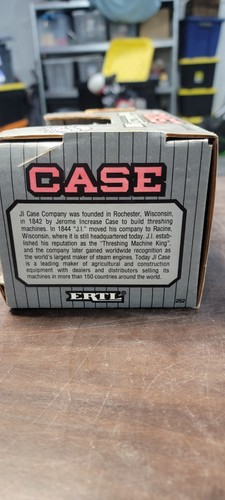 CASE
JI Case Company was founded in Rochester, Wisconsin,
in 1842 by Jerome Increase Case to build threshing
machines. In 1844 "J.I." moved his company to Racine,
Wisconsin, where it is still headquartered today. J.I. estab-
lished his reputation as the "Threshing Machine King",
and the company later gained worldwide recognition as
the world's largest maker of steam engines. Today JI Case
is a leading maker of agricultural and construction
equipment with dealers and distributors selling its
machines in more than 150 countries around the world.
ERTL